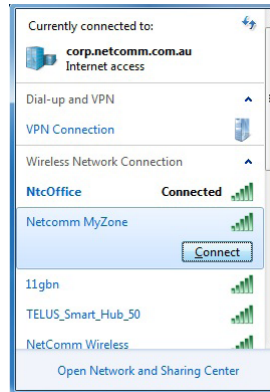 Currently connected to:
corp.netcomm.com.au
Internet access
Dial-up and VPN
VPN Connection
Wireless Network Connection
NtcOffice Connected
Netcomm MyZone
Connect
11gbn
TELUS_Smart_Hub_50
NetComm Wireless
Open Network and Sharing Center